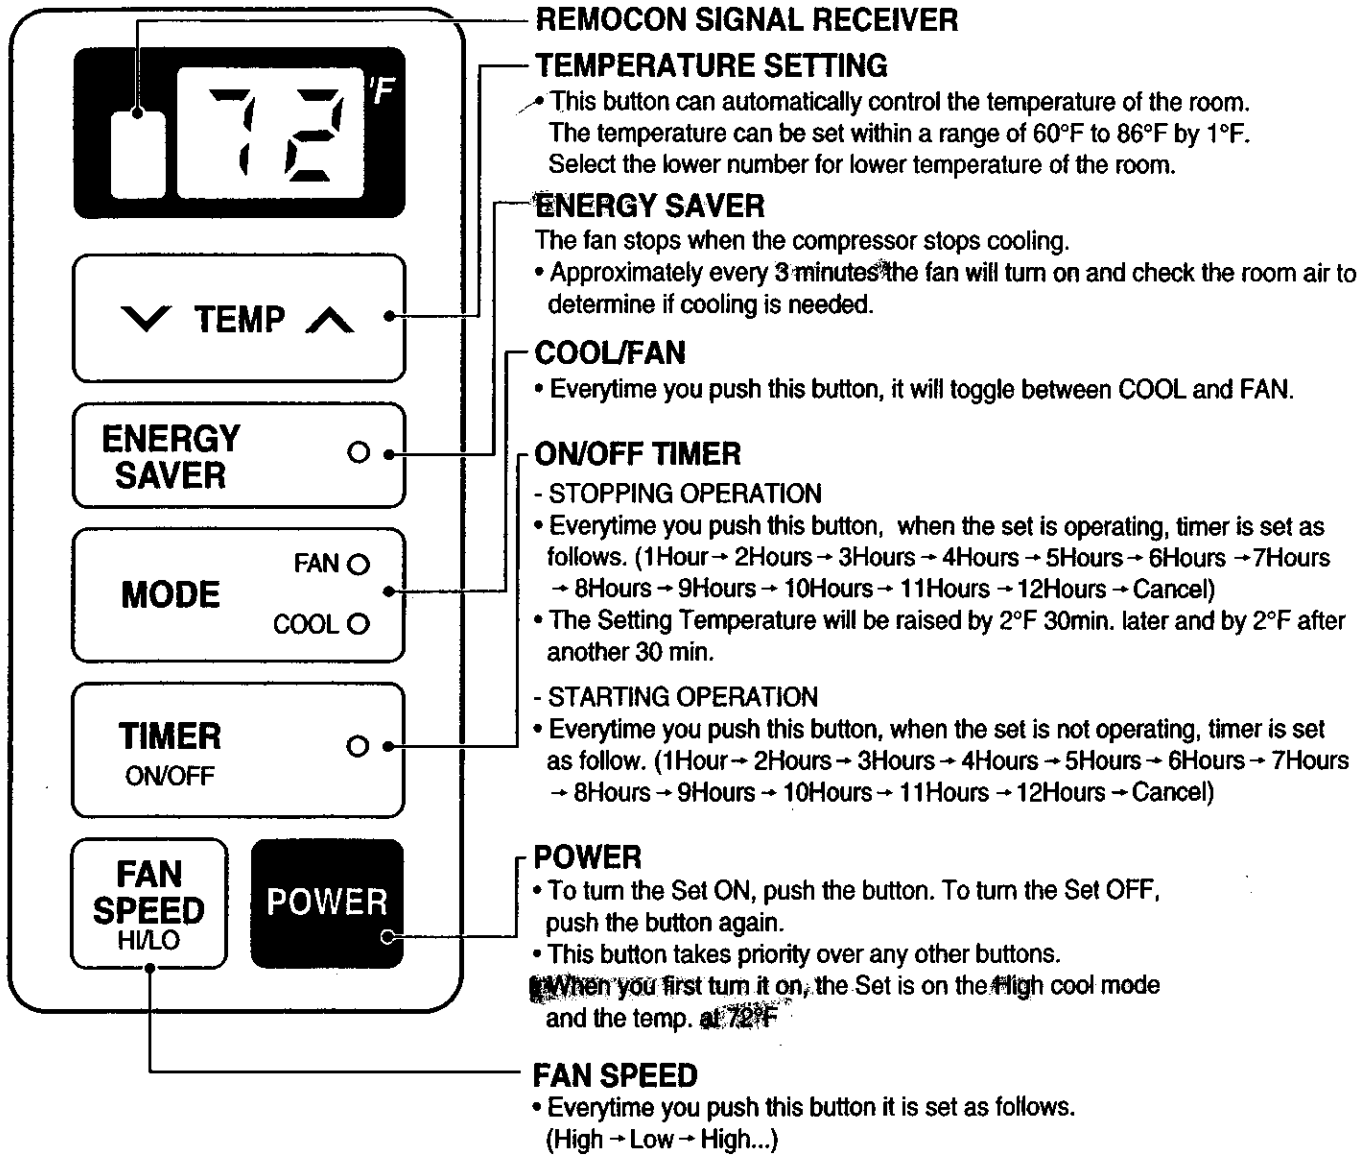 REMOCON SIGNAL RECEIVER
72 °F
TEMPERATURE SETTING
• This button can automatically control the temperature of the room.
The temperature can be set within a range of 60°F to 86°F by 1°F.
Select the lower number for lower temperature of the room.
ENERGY SAVER
The fan stops when the compressor stops cooling.
• Approximately every 3 minutes the fan will turn on and check the room air to
determine if cooling is needed.
TEMP
COOL/FAN
• Everytime you push this button, it will toggle between COOL and FAN.
ENERGY
SAVER
ON/OFF TIMER
- STOPPING OPERATION
• Everytime you push this button, when the set is operating, timer is set as
follows. (1Hour→ 2Hours→ 3Hours→ 4Hours→ 5Hours→ 6Hours →7Hours
→ 8Hours→ 9Hours→ 10Hours→ 11Hours→ 12Hours→ Cancel)
• The Setting Temperature will be raised by 2°F 30min. later and by 2°F after
another 30 min.
MODE
FAN
COOL
- STARTING OPERATION
• Everytime you push this button, when the set is not operating, timer is set
as follow. (1Hour→ 2Hours→ 3Hours→ 4Hours→ 5Hours→ 6Hours→ 7Hours
→ 8Hours→ 9Hours→ 10Hours→ 11Hours→ 12Hours→ Cancel)
TIMER
ON/OFF
POWER
• To turn the Set ON, push the button. To turn the Set OFF,
push the button again.
• This button takes priority over any other buttons.
When you first turn it on, the Set is on the High cool mode
and the temp. at 72°F
FAN
SPEED
HI/LO
POWER
FAN SPEED
• Everytime you push this button it is set as follows.
(High → Low → High...)